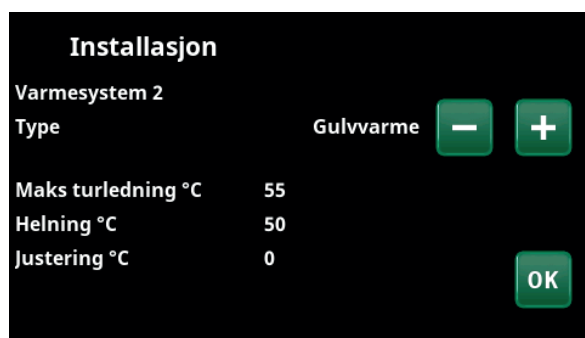 Installasjon
Varmesystem 2
Type Gulvvarme − +
Maks turledning °C 55
Helning °C 50
Justering °C 0
OK